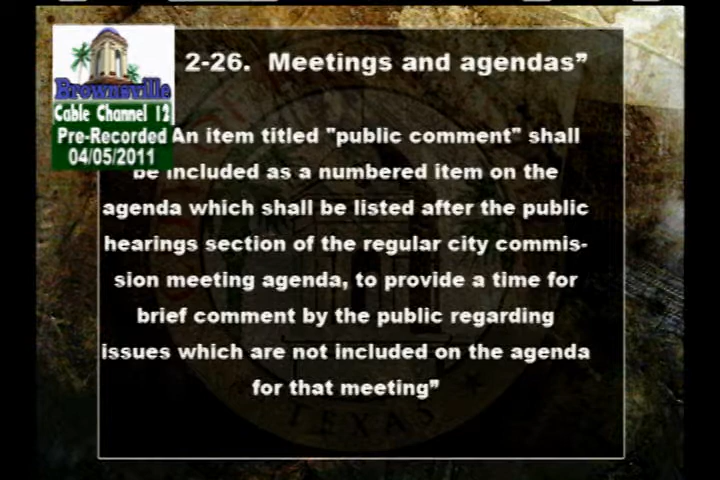 2-26. Meetings and agendas”
Brownsville
Cable Channel 12
Pre-Recorded
04/05/2011
An item titled "public comment" shall
be included as a numbered item on the
agenda which shall be listed after the public
hearings section of the regular city commis-
sion meeting agenda, to provide a time for
brief comment by the public regarding
issues which are not included on the agenda
for that meeting”
TEXAS